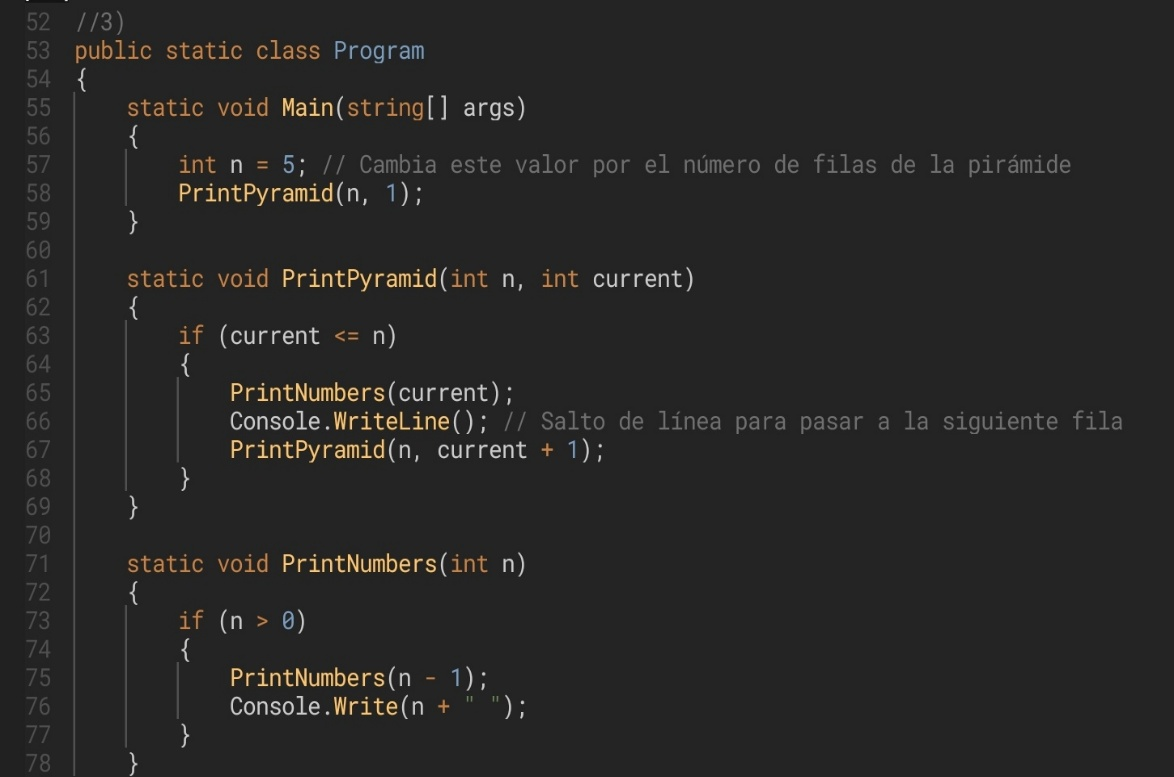 52 //3)
53 public static class Program
54 {
55 static void Main(string[] args)
56 {
57 int n = 5; // Cambia este valor por el número de filas de la pirámide
58 PrintPyramid(n, 1);
59 }
60
61 static void PrintPyramid(int n, int current)
62 {
63 if (current <= n)
64 {
65 PrintNumbers(current);
66 Console.WriteLine(); // Salto de línea para pasar a la siguiente fila
67 PrintPyramid(n, current + 1);
68 }
69 }
70
71 static void PrintNumbers(int n)
72 {
73 if (n > 0)
74 {
75 PrintNumbers(n - 1);
76 Console.Write(n + " ");
77 }
78 }